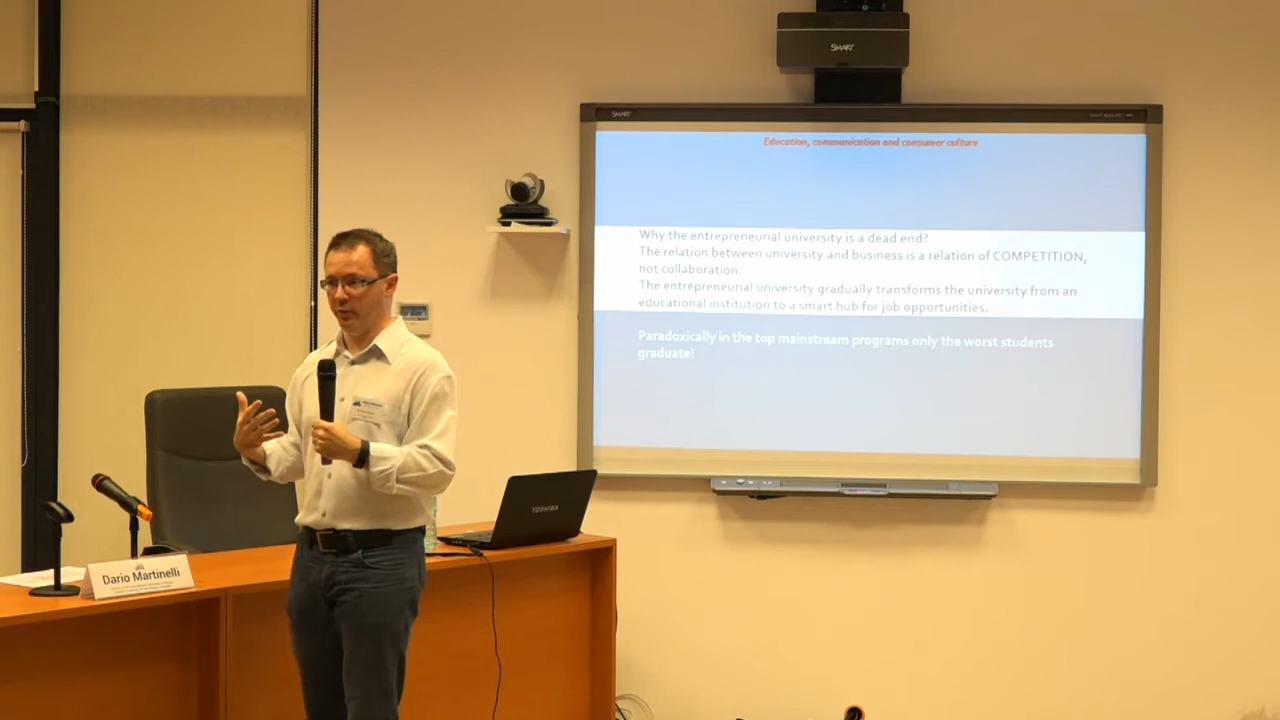 SMART
SMART
Education, communication and consumer culture
Why the entrepreneurial university is a dead end?
The relation between university and business is a relation of COMPETITION,
not collaboration.
The entrepreneurial university gradually transforms the university from an
educational institution to a smart hub for job opportunities.
Paradoxically in the top mainstream programs only the worst students
graduate!
TOSHIBA
Dario Martinelli